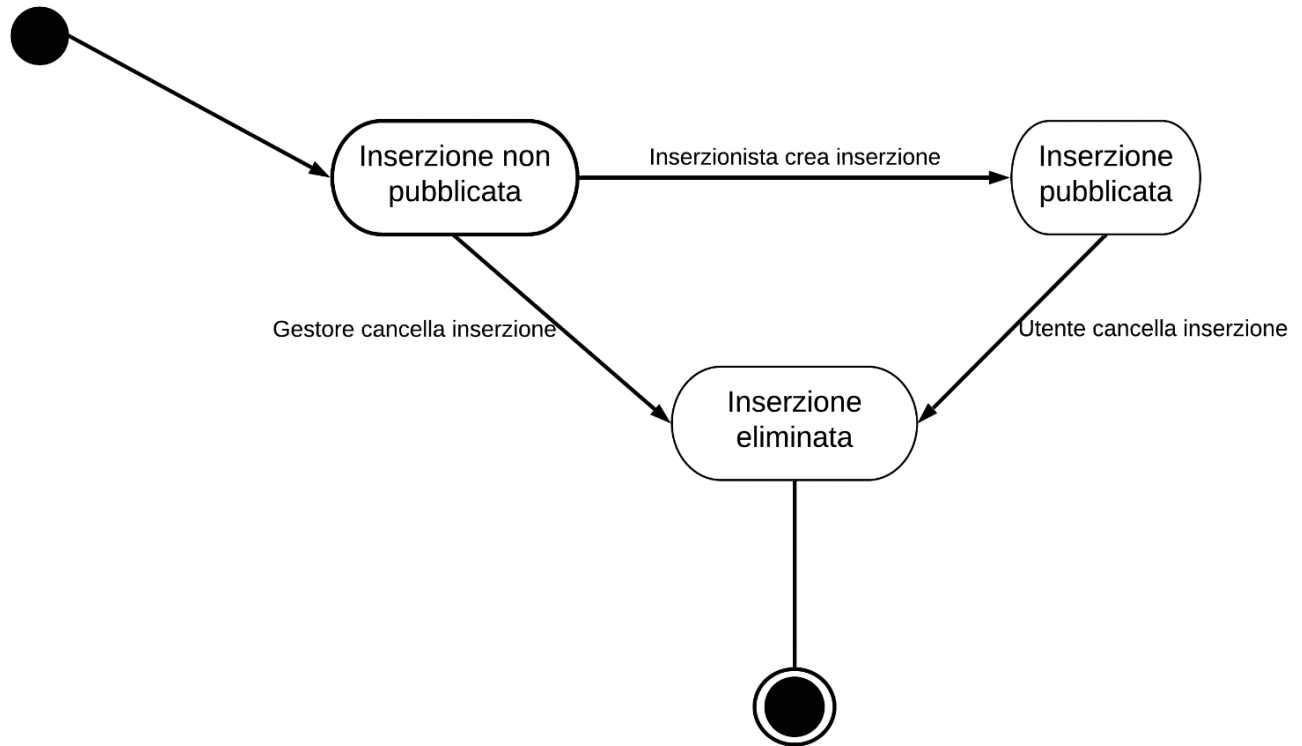 Inserzione non
pubblicata
Inserzionista crea inserzione
Inserzione
pubblicata
Gestore cancella inserzione
Utente cancella inserzione
Inserzione
eliminata